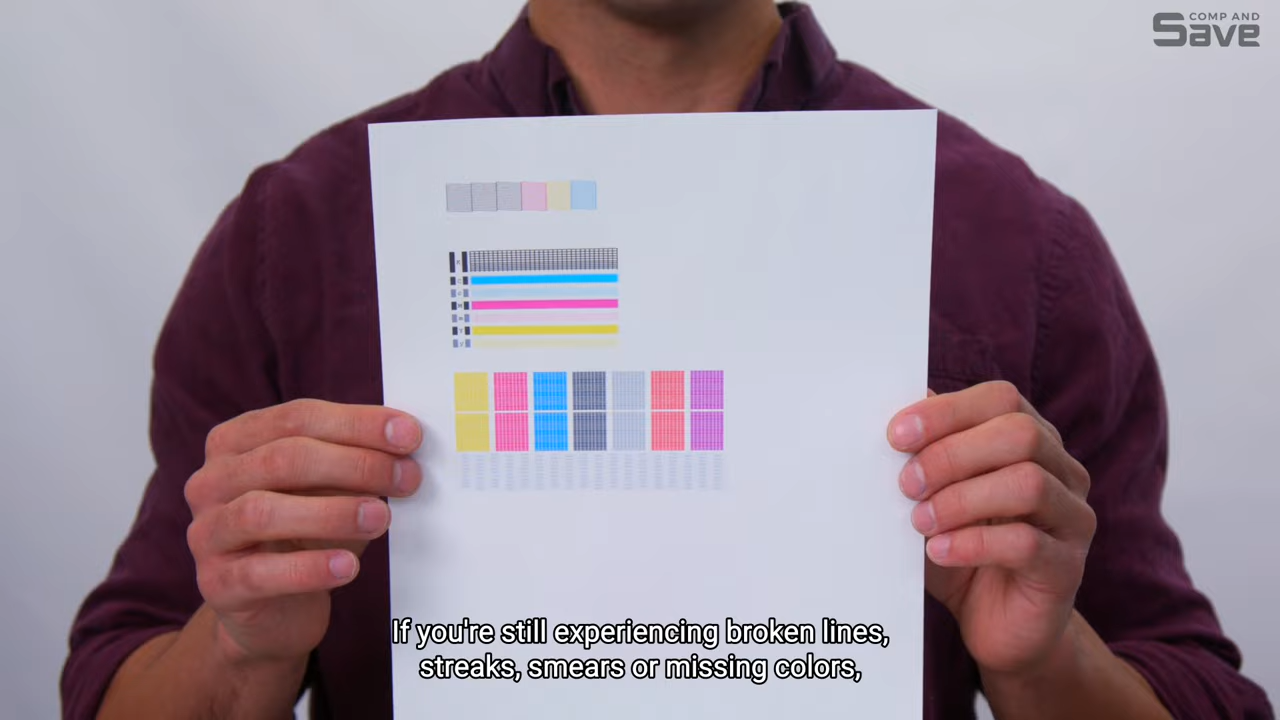 COMP AND
Save
If you're still experiencing broken lines,
streaks, smears or missing colors,